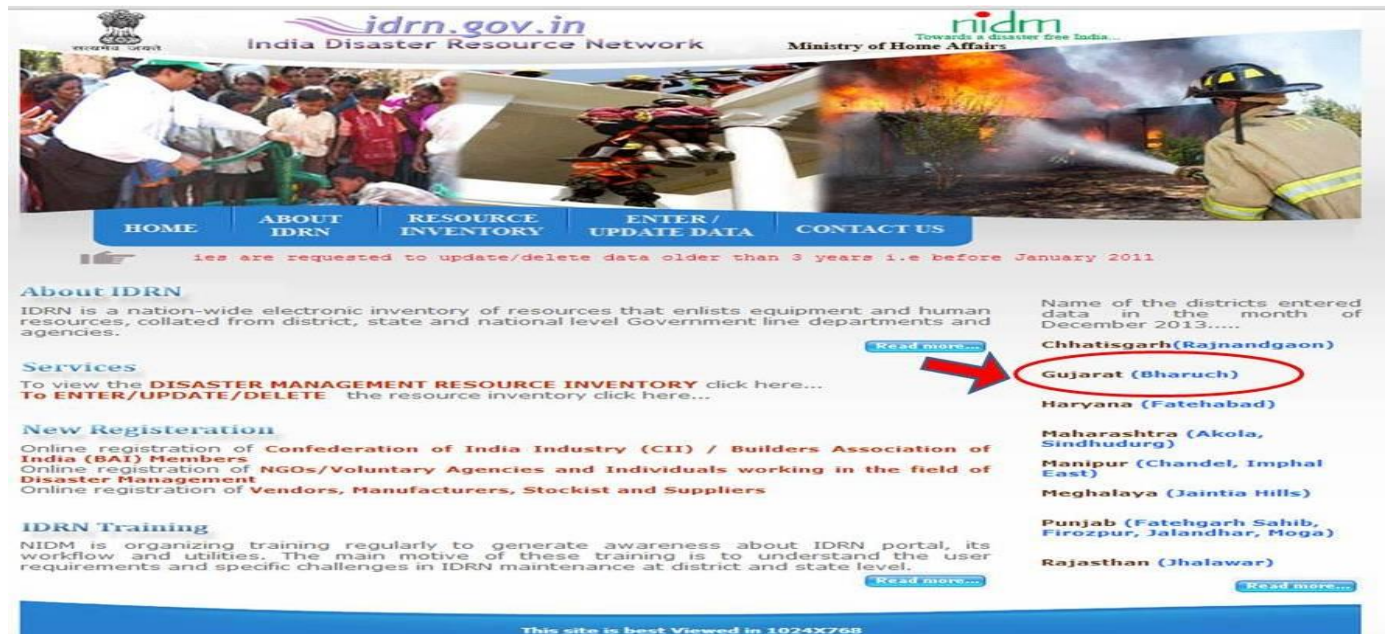 सत्यमेव जयते
idrn.gov.in
India Disaster Resource Network
nidm
Towards a disaster free India...
Ministry of Home Affairs
HOME
ABOUT
IDRN
RESOURCE
INVENTORY
ENTER /
UPDATE DATA
CONTACT US
ies are requested to update/delete data older than 3 years i.e before January 2011
About IDRN
IDRN is a nation-wide electronic inventory of resources that enlists equipment and human
resources, collated from district, state and national level Government line departments and
agencies.
Read more...
Services
To view the DISASTER MANAGEMENT RESOURCE INVENTORY click here...
To ENTER/UPDATE/DELETE the resource inventory click here...
New Registeration
Online registration of Confederation of India Industry (CII) / Builders Association of
India (BAI) Members
Online registration of NGOs/Voluntary Agencies and Individuals working in the field of
Disaster Management
Online registration of Vendors, Manufacturers, Stockist and Suppliers
IDRN Training
NIDM is organizing training regularly to generate awareness about IDRN portal, its
workflow and utilities. The main motive of these training is to understand the user
requirements and specific challenges in IDRN maintenance at district and state level.
Read more...
Name of the districts entered
data in the month of
December 2013.....
Chhatisgarh(Rajnandgaon)
Gujarat (Bharuch)
Haryana (Fatehabad)
Maharashtra (Akola,
Sindhudurg)
Manipur (Chandel, Imphal
East)
Meghalaya (Jaintia Hills)
Punjab (Fatehgarh Sahib,
Firozpur, Jalandhar, Moga)
Rajasthan (Jhalawar)
Read more...
This site is best Viewed in 1024X768